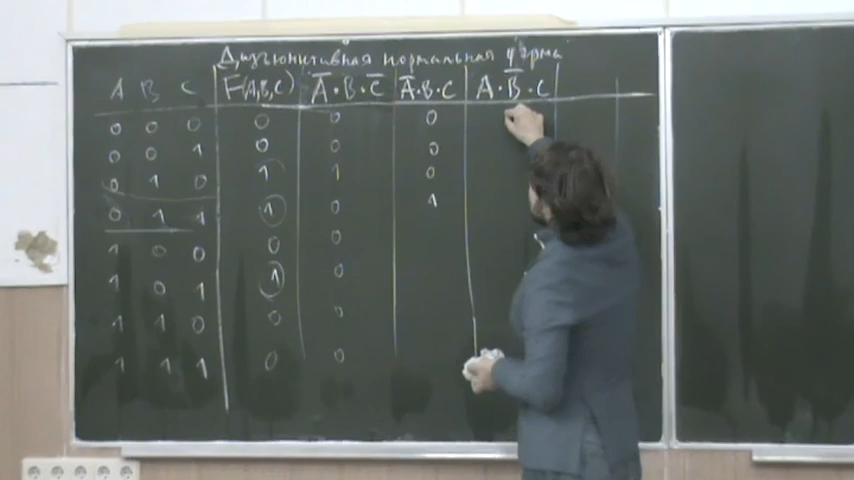 Дизъюнктивная нормальная форма
A B C F(A,B,C) A̅·B·C̅ A̅·B·C A·B̅·C
0 0 0 0 0 0
0 0 1 0 0 0
0 1 0 1 1 0
0 1 1 1 0 1
1 0 0 0 0
1 0 1 1 0
1 1 0 0 0
1 1 1 0 0